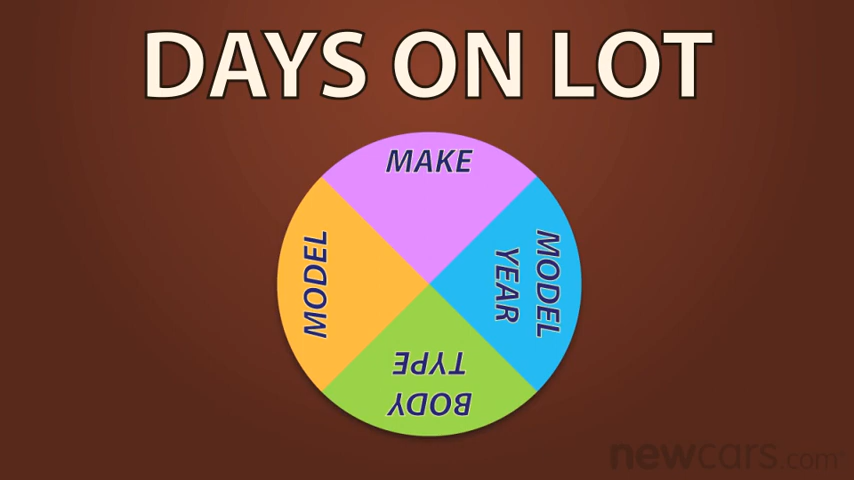 DAYS ON LOT
MAKE
MODEL
YEAR
BODY
TYPE
MODEL
newcars.com